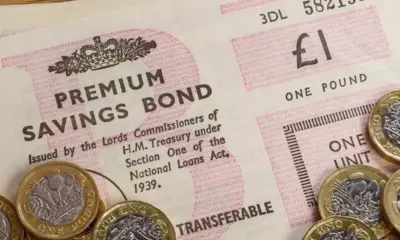 3DL 5821
£1
ONE POUND
PREMIUM
SAVINGS BOND
Issued by the Lords Commissioners of
H.M. Treasury under
Section One of the
National Loans Act,
1939.
ONE
UNIT
TRANSFERABLE